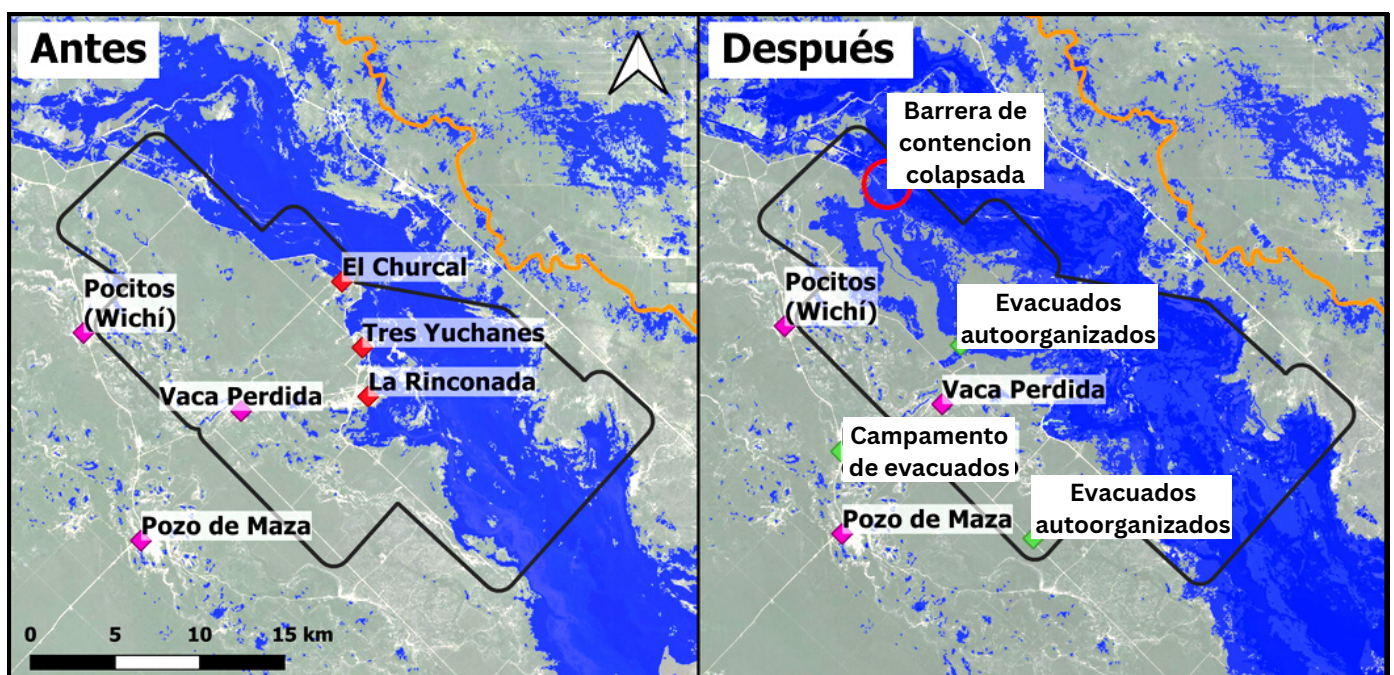 Antes
El Churcal
Pocitos
(Wichí)
Tres Yuchanes
La Rinconada
Vaca Perdida
Pozo de Maza
0 5 10 15 km
Después
Barrera de
contencion
colapsada
Pocitos
(Wichí)
Evacuados
autoorganizados
Vaca Perdida
Campamento
de evacuados
Evacuados
autoorganizados
Pozo de Maza